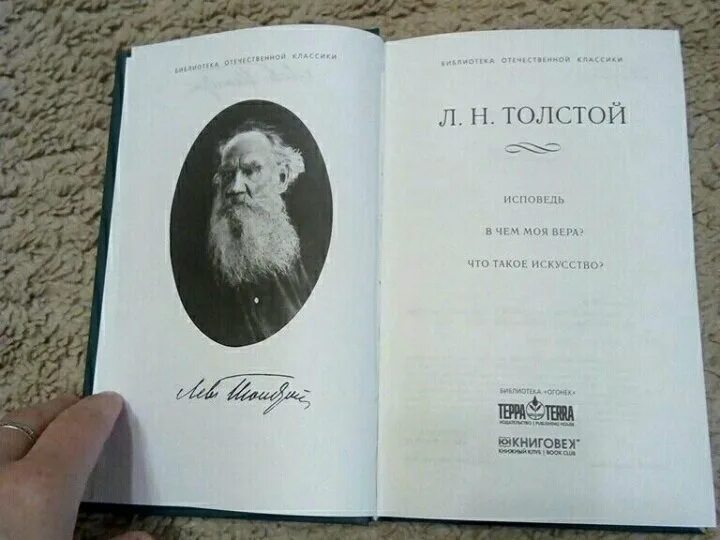 БИБЛИОТЕКА ОТЕЧЕСТВЕННОЙ КЛАССИКИ
Левъ Толстой
БИБЛИОТЕКА ОТЕЧЕСТВЕННОЙ КЛАССИКИ
Л. Н. ТОЛСТОЙ
ИСПОВЕДЬ
В ЧЕМ МОЯ ВЕРА?
ЧТО ТАКОЕ ИСКУССТВО?
БИБЛИОТЕКА «ОГОНЕК»
ТЕРРА TERRA
ИЗДАТЕЛЬСТВО | PUBLISHING HOUSE
КНИГОВЕК
КНИЖНЫЙ КЛУБ | BOOK CLUB